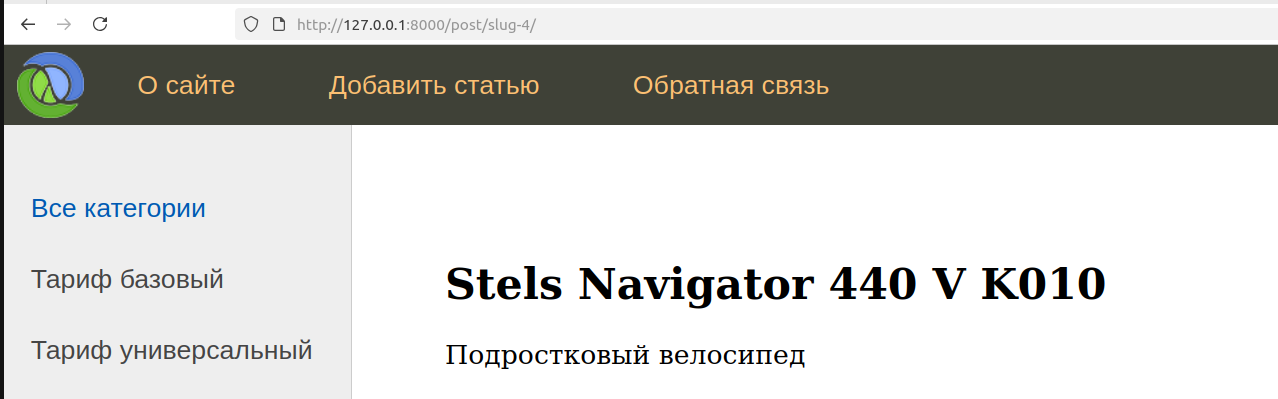 http://127.0.0.1:8000/post/slug-4/
О сайте Добавить статью Обратная связь
Все категории
Тариф базовый
Тариф универсальный
Stels Navigator 440 V K010
Подростковый велосипед